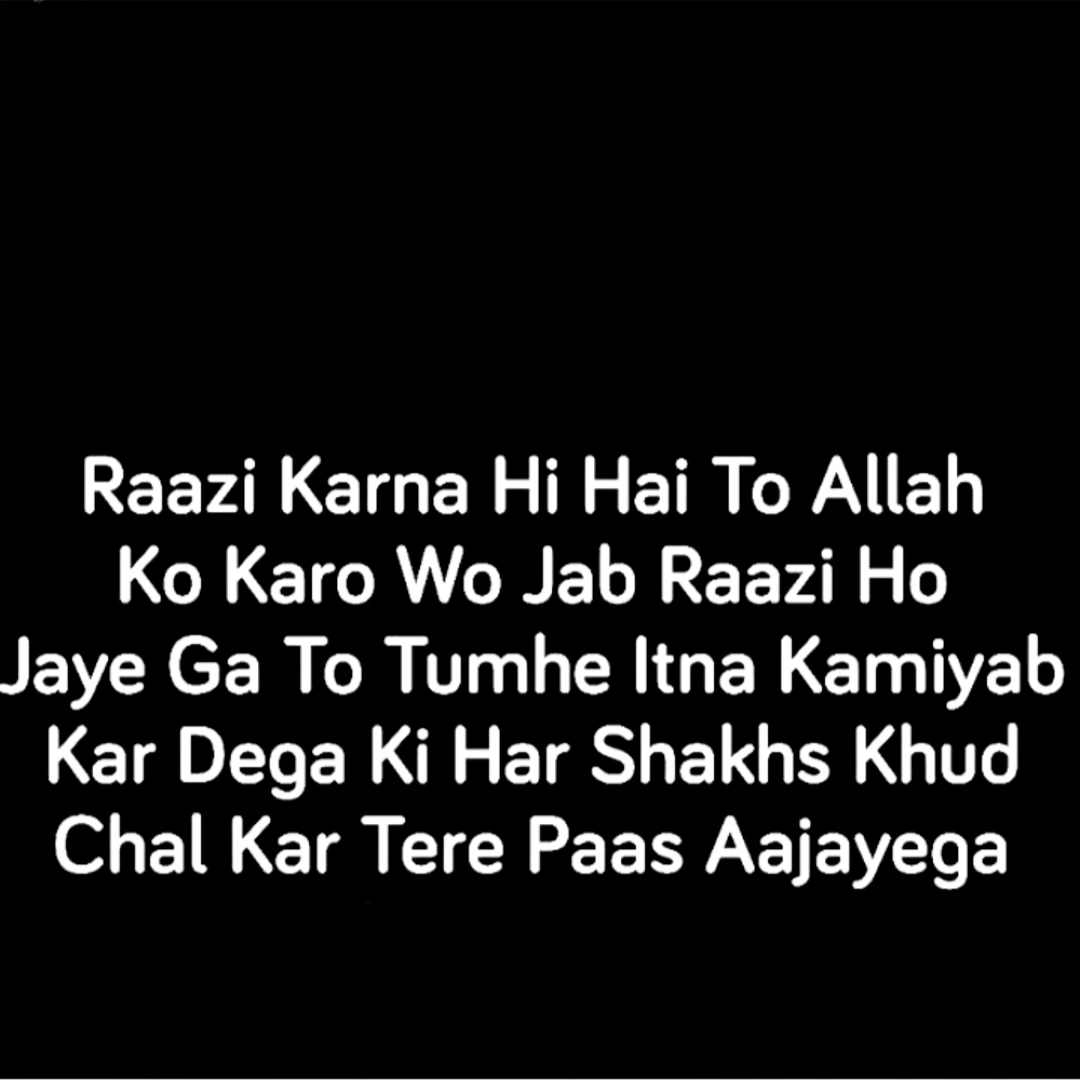 Raazi Karna Hi Hai To Allah
Ko Karo Wo Jab Raazi Ho
Jaye Ga To Tumhe Itna Kamiyab
Kar Dega Ki Har Shakhs Khud
Chal Kar Tere Paas Aajayega